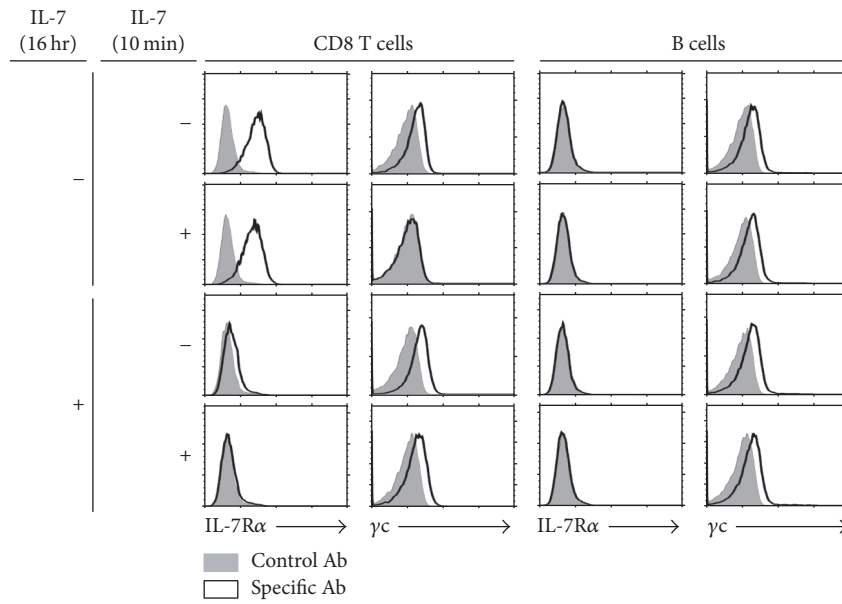 IL-7 IL-7
(16 hr) (10 min) CD8 T cells B cells
−
−
+
−
+
+
IL-7Rα γc IL-7Rα γc
Control Ab
Specific Ab